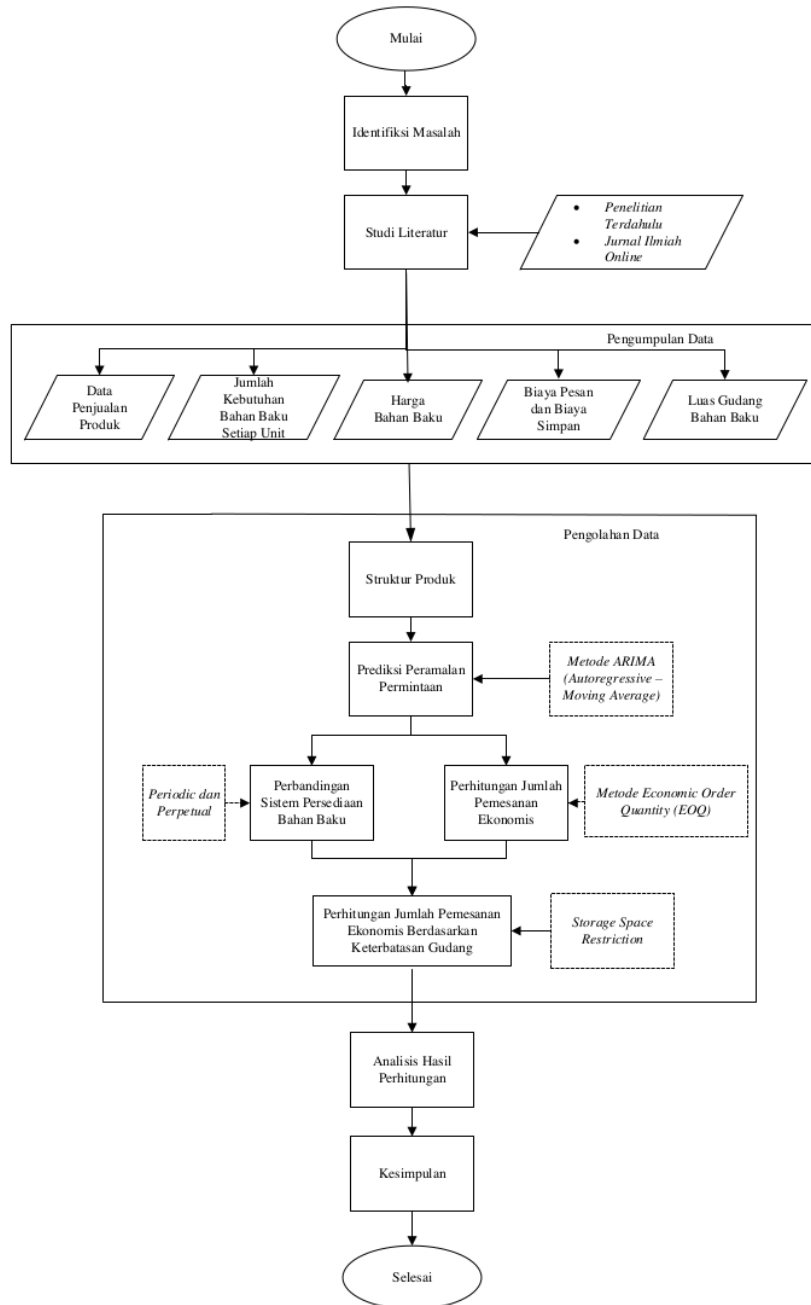 Mulai
Identifiksi Masalah
Studi Literatur
• Penelitian
Terdahulu
• Jurnal Ilmiah
Online
Pengumpulan Data
Data
Penjualan
Produk
Jumlah
Kebutuhan
Bahan Baku
Setiap Unit
Harga
Bahan Baku
Biaya Pesan
dan Biaya
Simpan
Luas Gudang
Bahan Baku
Pengolahan Data
Struktur Produk
Prediksi Peramalan
Permintaan
Metode ARIMA
(Autoregressive –
Moving Average)
Periodic dan
Perpetual
Perbandingan
Sistem Persediaan
Bahan Baku
Perhitungan Jumlah
Pemesanan
Ekonomis
Metode Economic Order
Quantity (EOQ)
Perhitungan Jumlah Pemesanan
Ekonomis Berdasarkan
Keterbatasan Gudang
Storage Space
Restriction
Analisis Hasil
Perhitungan
Kesimpulan
Selesai